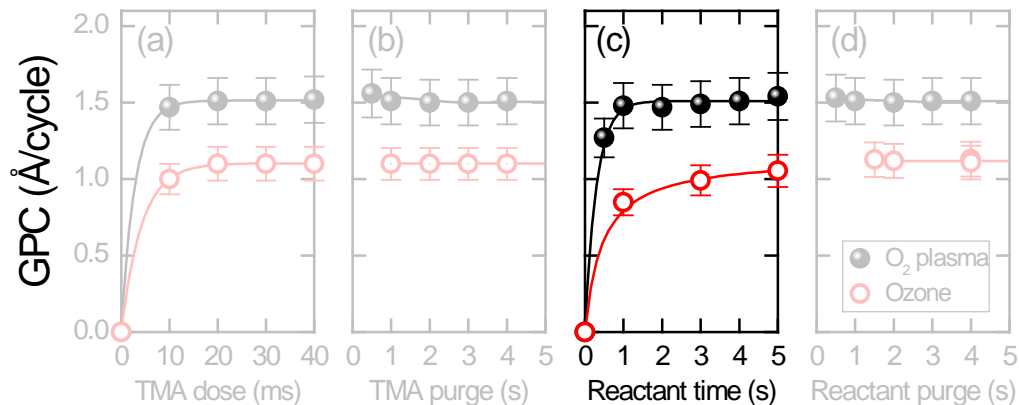 GPC (Å/cycle)
2.0
1.5
1.0
0.5
0.0
(a)
0 10 20 30 40
TMA dose (ms)
(b)
0 1 2 3 4 5
TMA purge (s)
(c)
0 1 2 3 4 5
Reactant time (s)
(d)
O₂ plasma
Ozone
0 1 2 3 4 5
Reactant purge (s)